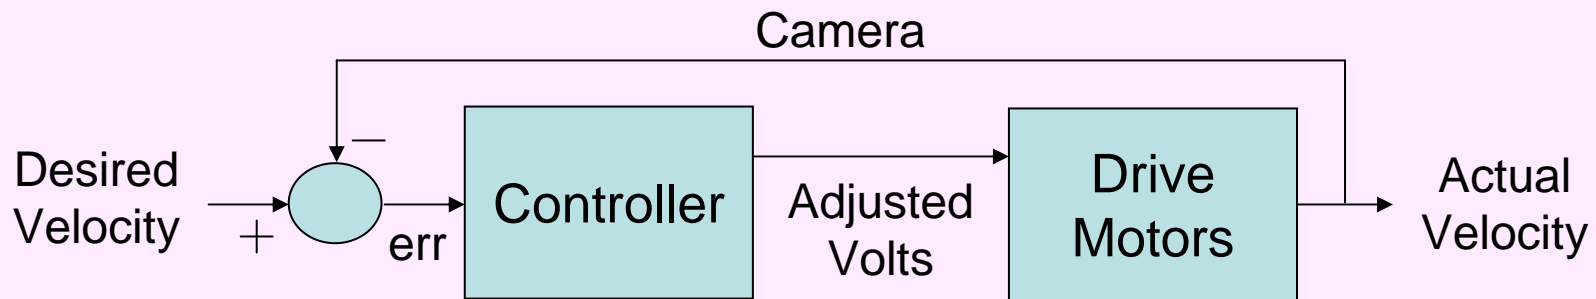 Camera
−
Desired
Velocity
+
err
Controller
Adjusted
Volts
Drive
Motors
Actual
Velocity